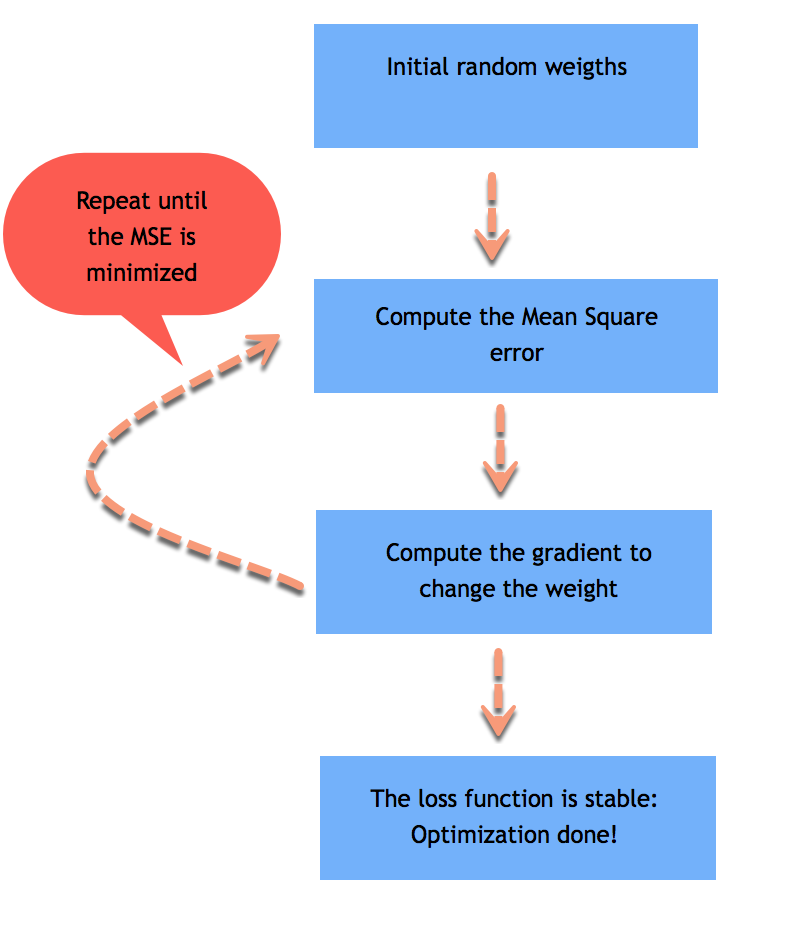 Initial random weigths
Repeat until
the MSE is
minimized
Compute the Mean Square
error
Compute the gradient to
change the weight
The loss function is stable:
Optimization done!